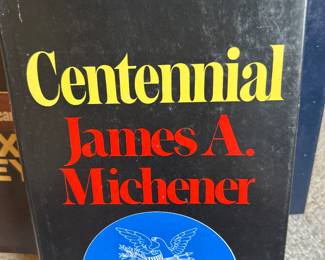 Centennial
James A.
Michener